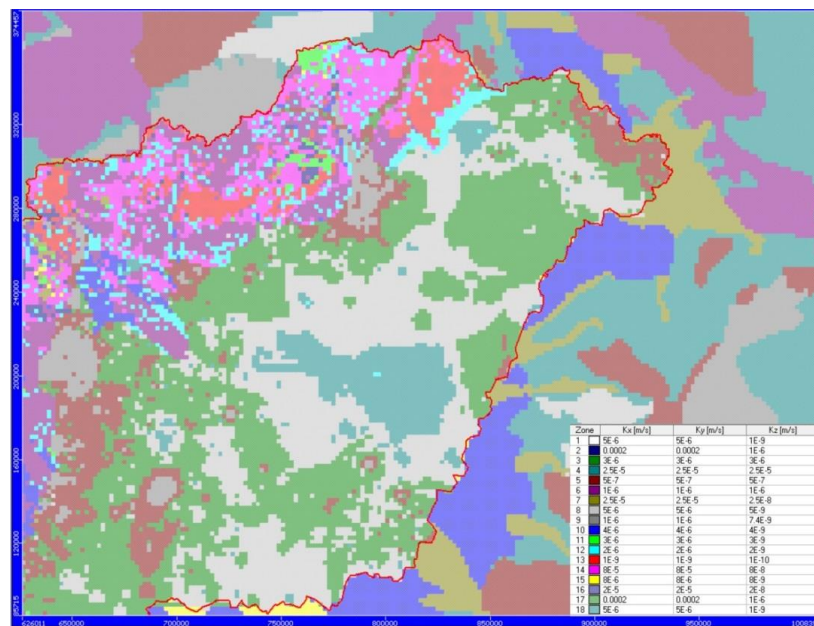 374457
320000
280000
240000
200000
160000
120000
85715
626011 650000 700000 750000 800000 850000 900000 950000 100839
Zone Kx [m/s] Ky [m/s] Kz [m/s]
1 5E-6 5E-6 1E-9
2 0.0002 0.0002 1E-6
3 3E-6 3E-6 3E-6
4 2.5E-5 2.5E-5 2.5E-5
5 5E-7 5E-7 5E-7
6 1E-6 1E-6 1E-6
7 2.5E-5 2.5E-5 2.5E-8
8 5E-6 5E-6 5E-9
9 1E-6 1E-6 7.4E-9
10 4E-6 4E-6 4E-9
11 3E-6 3E-6 3E-9
12 2E-6 2E-6 2E-9
13 1E-9 1E-9 1E-10
14 8E-5 8E-5 8E-8
15 8E-6 8E-6 8E-9
16 2E-5 2E-5 2E-8
17 0.0002 0.0002 1E-6
18 5E-6 5E-6 1E-9